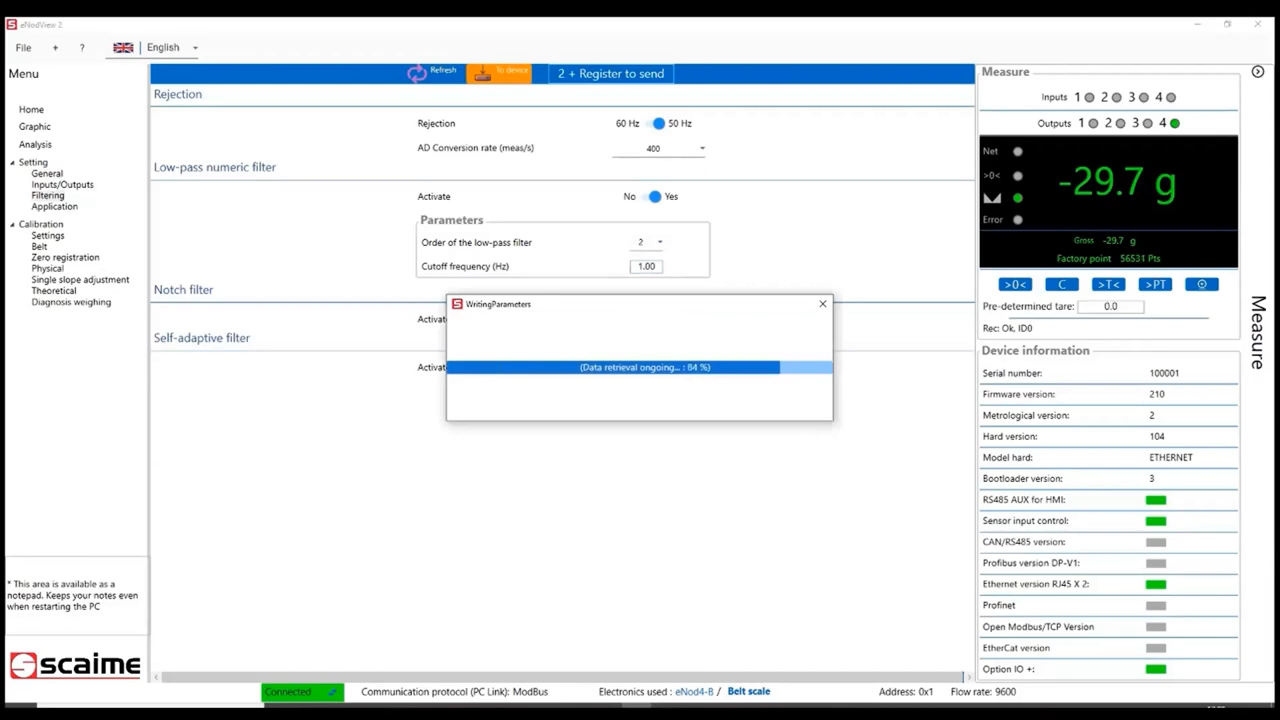 eNodView 2
File + ? English
Menu
Home
Graphic
Analysis
Setting
General
Inputs/Outputs
Filtering
Application
Calibration
Settings
Belt
Zero registration
Physical
Single slope adjustment
Theoretical
Diagnosis weighing
* This area is available as a
notepad. Keeps your notes even
when restarting the PC
scaime
Refresh To device 2 + Register to send
Rejection
Rejection 60 Hz 50 Hz
AD Conversion rate (meas/s) 400
Low-pass numeric filter
Activate No Yes
Parameters
Order of the low-pass filter 2
Cutoff frequency (Hz) 1.00
Notch filter
Activat
Self-adaptive filter
Activat
WritingParameters
(Data retrieval ongoing... : 84 %)
Measure
Inputs 1 2 3 4
Outputs 1 2 3 4
Net
>0<
Error
-29.7 g
Gross -29.7 g
Factory point 56531 Pts
>0< C >T< >PT
Pre-determined tare: 0.0
Rec: Ok, ID0
Device information
Serial number: 100001
Firmware version: 210
Metrological version: 2
Hard version: 104
Model hard: ETHERNET
Bootloader version: 3
RS485 AUX for HMI:
Sensor input control:
CAN/RS485 version:
Profibus version DP-V1:
Ethernet version RJ45 X 2:
Profinet
Open Modbus/TCP Version
EtherCat version
Option IO +:
Measure
Connected Communication protocol (PC Link): ModBus Electronics used : eNod4-B / Belt scale Address: 0x1 Flow rate: 9600